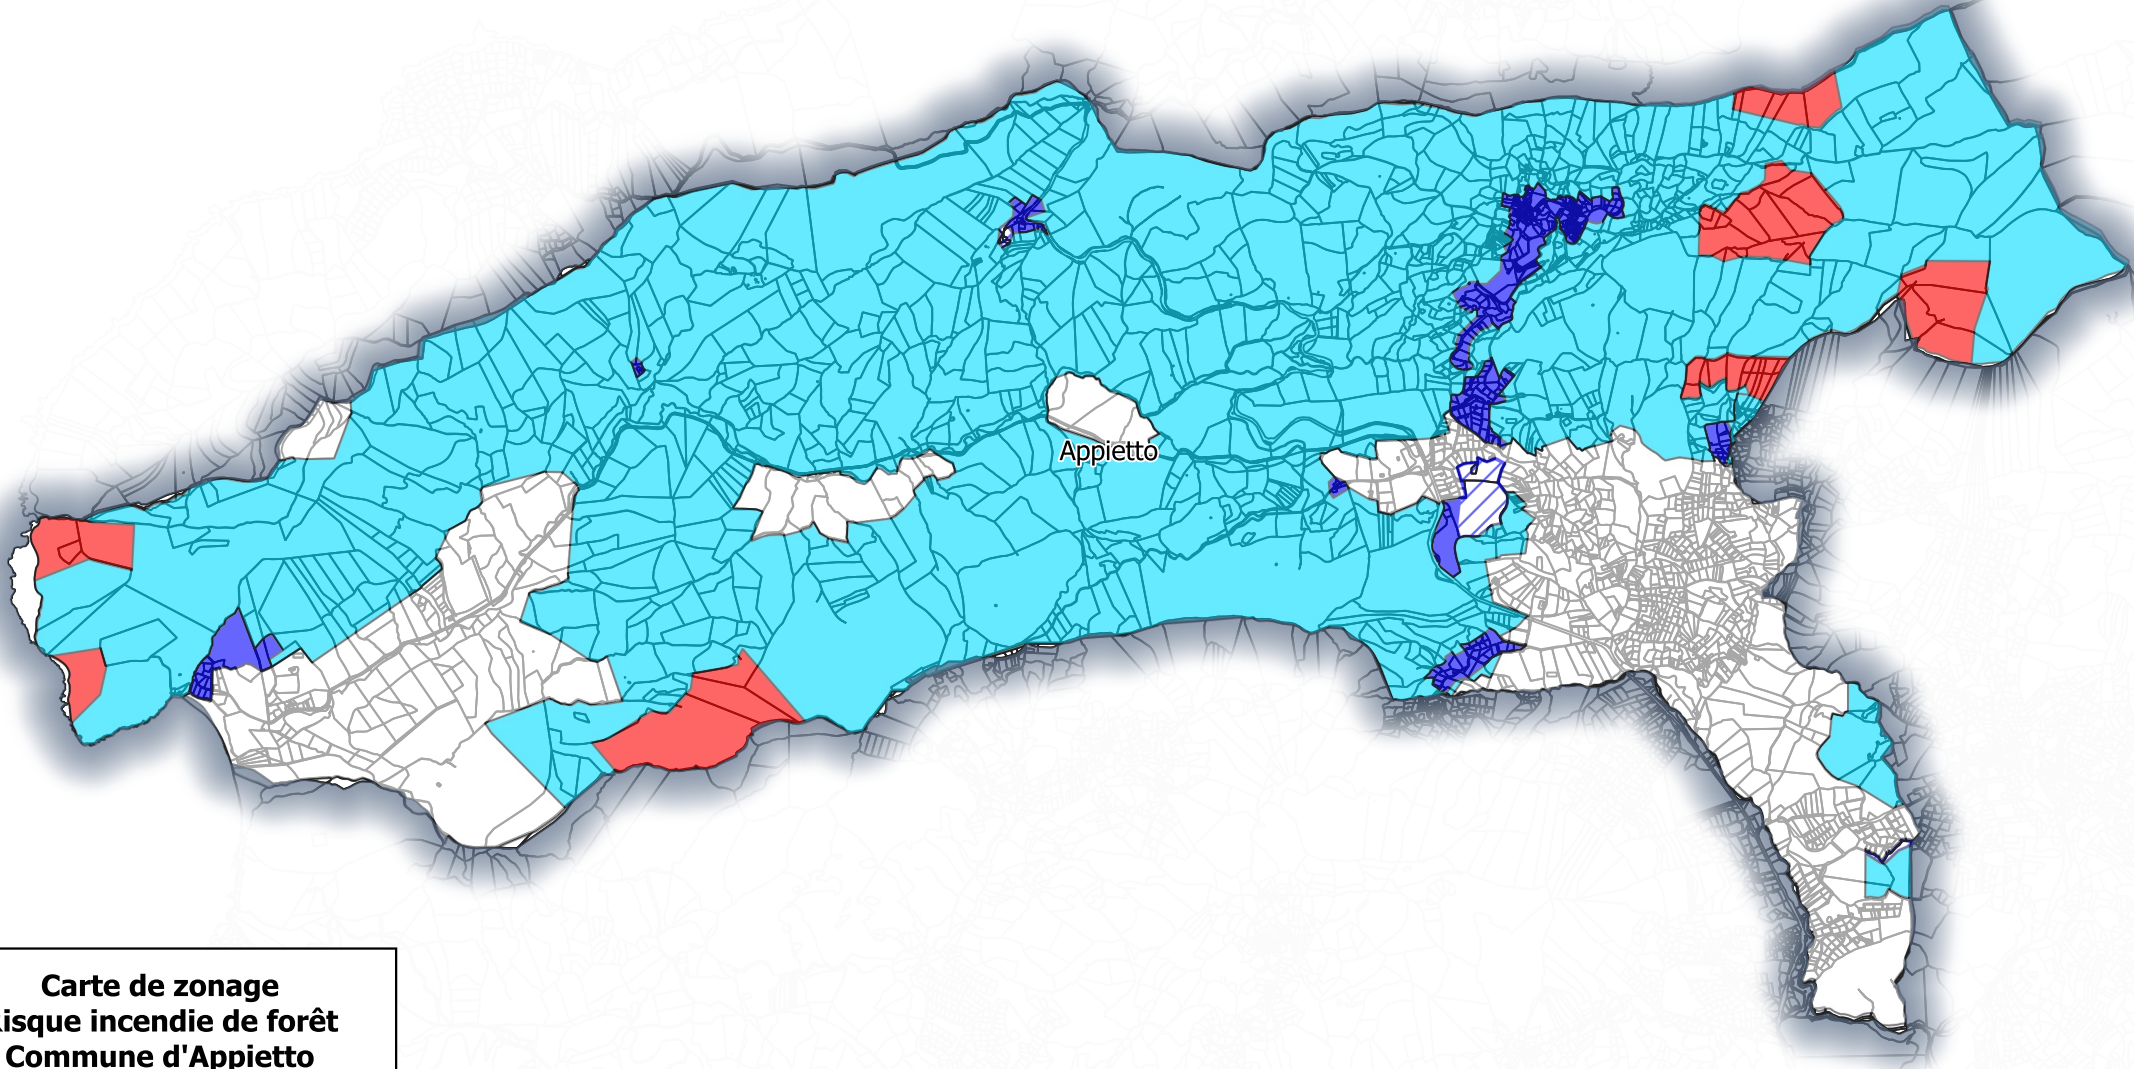 Appietto
Carte de zonage
isque incendie de forêt
Commune d'Appietto